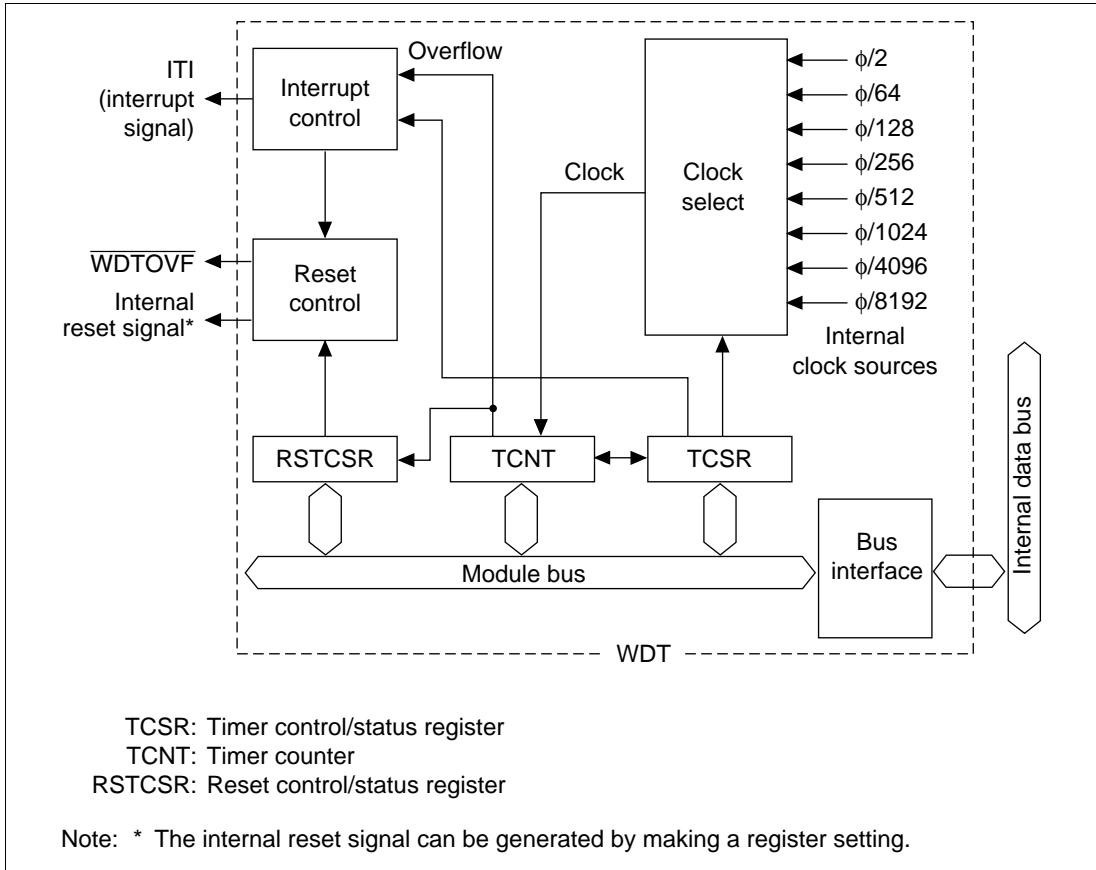 ITI
(interrupt
signal)
Interrupt
control
Overflow
Clock
Clock
select
ϕ/2
ϕ/64
ϕ/128
ϕ/256
ϕ/512
ϕ/1024
ϕ/4096
ϕ/8192
Internal
clock sources
WDTOVF
Internal
reset signal*
Reset
control
RSTCSR
TCNT
TCSR
Module bus
Bus
interface
Internal data bus
WDT
TCSR: Timer control/status register
TCNT: Timer counter
RSTCSR: Reset control/status register
Note: * The internal reset signal can be generated by making a register setting.